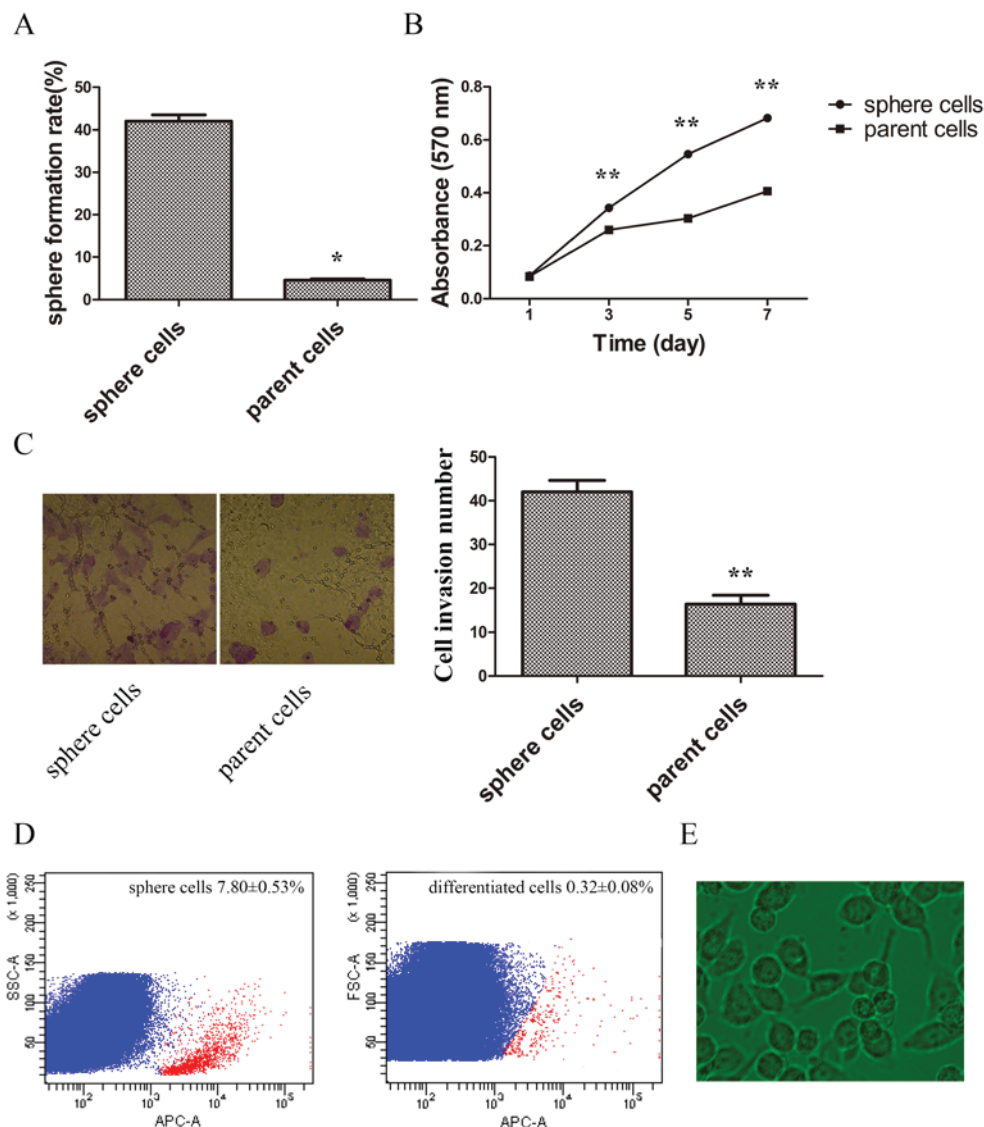 A
sphere formation rate(%)
50
40
30
20
10
0
*
sphere cells
parent cells
B
Absorbance (570 nm)
0.8
0.6
0.4
0.2
0.0
**
**
**
1
3
5
7
Time (day)
sphere cells
parent cells
C
sphere cells
parent cells
Cell invasion number
50
40
30
20
10
0
**
sphere cells
parent cells
D
sphere cells 7.80±0.53%
(x 1,000)
SSC-A
250
200
150
100
50
10²
10³
10⁴
10⁵
APC-A
differentiated cells 0.32±0.08%
(x 1,000)
FSC-A
250
200
150
100
50
10²
10³
10⁴
10⁵
APC-A
E